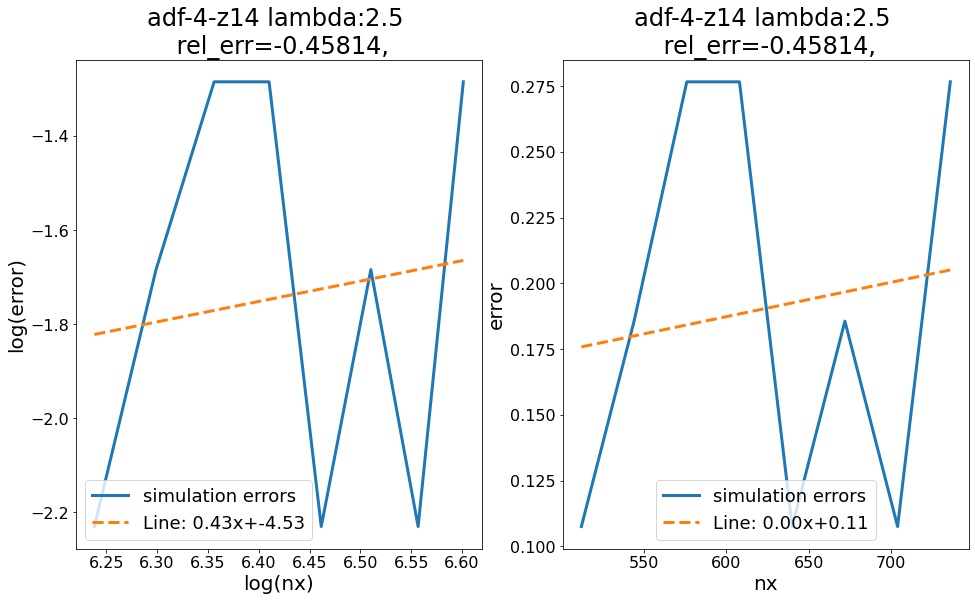 adf-4-z14 lambda:2.5
rel_err=-0.45814,
log(error)
−1.4
−1.6
−1.8
−2.0
−2.2
simulation errors
Line: 0.43x+-4.53
6.25 6.30 6.35 6.40 6.45 6.50 6.55 6.60
log(nx)
adf-4-z14 lambda:2.5
rel_err=-0.45814,
error
0.275
0.250
0.225
0.200
0.175
0.150
0.125
0.100
simulation errors
Line: 0.00x+0.11
550 600 650 700
nx